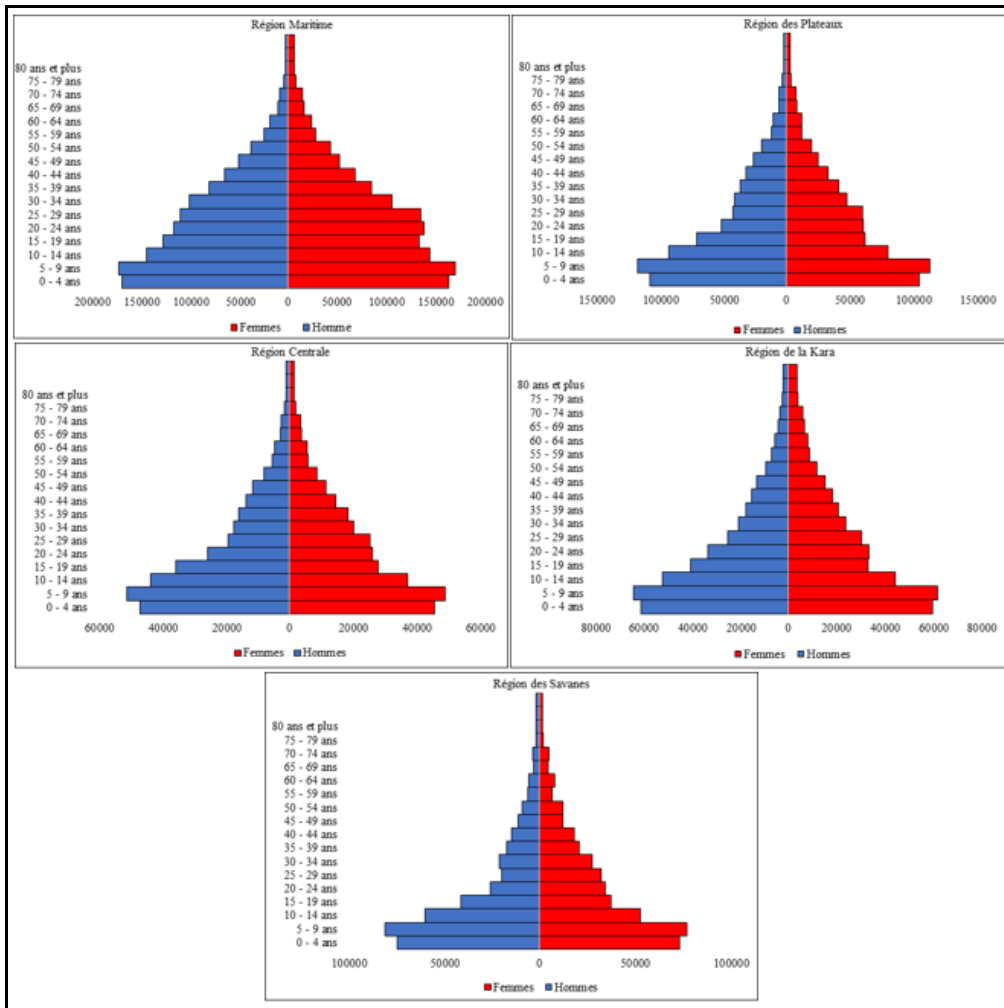 Région Maritime
80 ans et plus
75 - 79 ans
70 - 74 ans
65 - 69 ans
60 - 64 ans
55 - 59 ans
50 - 54 ans
45 - 49 ans
40 - 44 ans
35 - 39 ans
30 - 34 ans
25 - 29 ans
20 - 24 ans
15 - 19 ans
10 - 14 ans
5 - 9 ans
0 - 4 ans
200000 150000 100000 50000 0 50000 100000 150000 200000
Femmes Homme
Région des Plateaux
80 ans et plus
75 - 79 ans
70 - 74 ans
65 - 69 ans
60 - 64 ans
55 - 59 ans
50 - 54 ans
45 - 49 ans
40 - 44 ans
35 - 39 ans
30 - 34 ans
25 - 29 ans
20 - 24 ans
15 - 19 ans
10 - 14 ans
5 - 9 ans
0 - 4 ans
150000 100000 50000 0 50000 100000 150000
Femmes Hommes
Région Centrale
80 ans et plus
75 - 79 ans
70 - 74 ans
65 - 69 ans
60 - 64 ans
55 - 59 ans
50 - 54 ans
45 - 49 ans
40 - 44 ans
35 - 39 ans
30 - 34 ans
25 - 29 ans
20 - 24 ans
15 - 19 ans
10 - 14 ans
5 - 9 ans
0 - 4 ans
60000 40000 20000 0 20000 40000 60000
Femmes Hommes
Région de la Kara
80 ans et plus
75 - 79 ans
70 - 74 ans
65 - 69 ans
60 - 64 ans
55 - 59 ans
50 - 54 ans
45 - 49 ans
40 - 44 ans
35 - 39 ans
30 - 34 ans
25 - 29 ans
20 - 24 ans
15 - 19 ans
10 - 14 ans
5 - 9 ans
0 - 4 ans
80000 60000 40000 20000 0 20000 40000 60000 80000
Femmes Hommes
Région des Savanes
80 ans et plus
75 - 79 ans
70 - 74 ans
65 - 69 ans
60 - 64 ans
55 - 59 ans
50 - 54 ans
45 - 49 ans
40 - 44 ans
35 - 39 ans
30 - 34 ans
25 - 29 ans
20 - 24 ans
15 - 19 ans
10 - 14 ans
5 - 9 ans
0 - 4 ans
100000 50000 0 50000 100000
Femmes Hommes